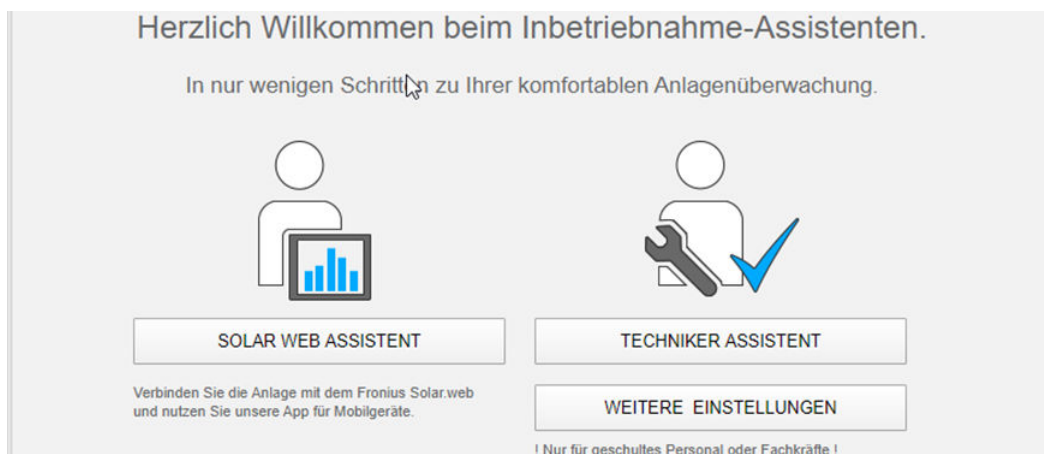 Herzlich Willkommen beim Inbetriebnahme-Assistenten.
In nur wenigen Schritten zu Ihrer komfortablen Anlagenüberwachung.
SOLAR WEB ASSISTENT
Verbinden Sie die Anlage mit dem Fronius Solar.web
und nutzen Sie unsere App für Mobilgeräte.
TECHNIKER ASSISTENT
WEITERE EINSTELLUNGEN
! Nur für geschultes Personal oder Fachkräfte !